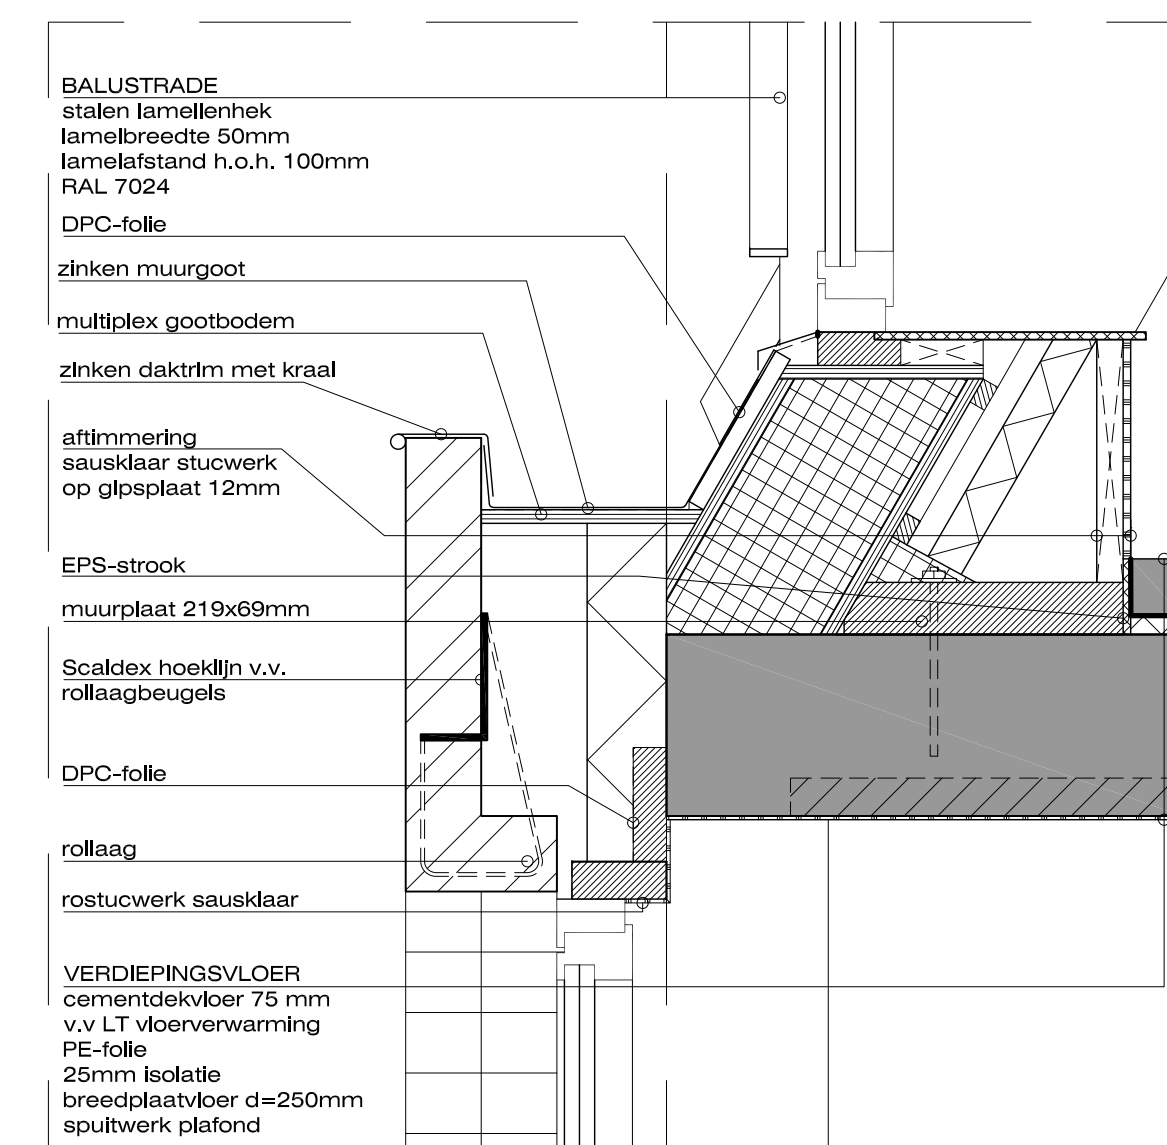 BALUSTRADE
stalen lamellenhek
lamelbreedte 50mm
lamelafstand h.o.h. 100mm
RAL 7024
DPC-folie
zinken muurgoot
multiplex gootbodem
zinken daktrim met kraal
aftimmering
sausklaar stucwerk
op gipsplaat 12mm
EPS-strook
muurplaat 219x69mm
Scaldex hoeklijn v.v.
rollaagbeugels
DPC-folie
rollaag
rostucwerk sausklaar
VERDIEPINGSVLOER
cementdekvloer 75 mm
v.v LT vloerverwarming
PE-folie
25mm isolatie
breedplaatvloer d=250mm
spuitwerk plafond